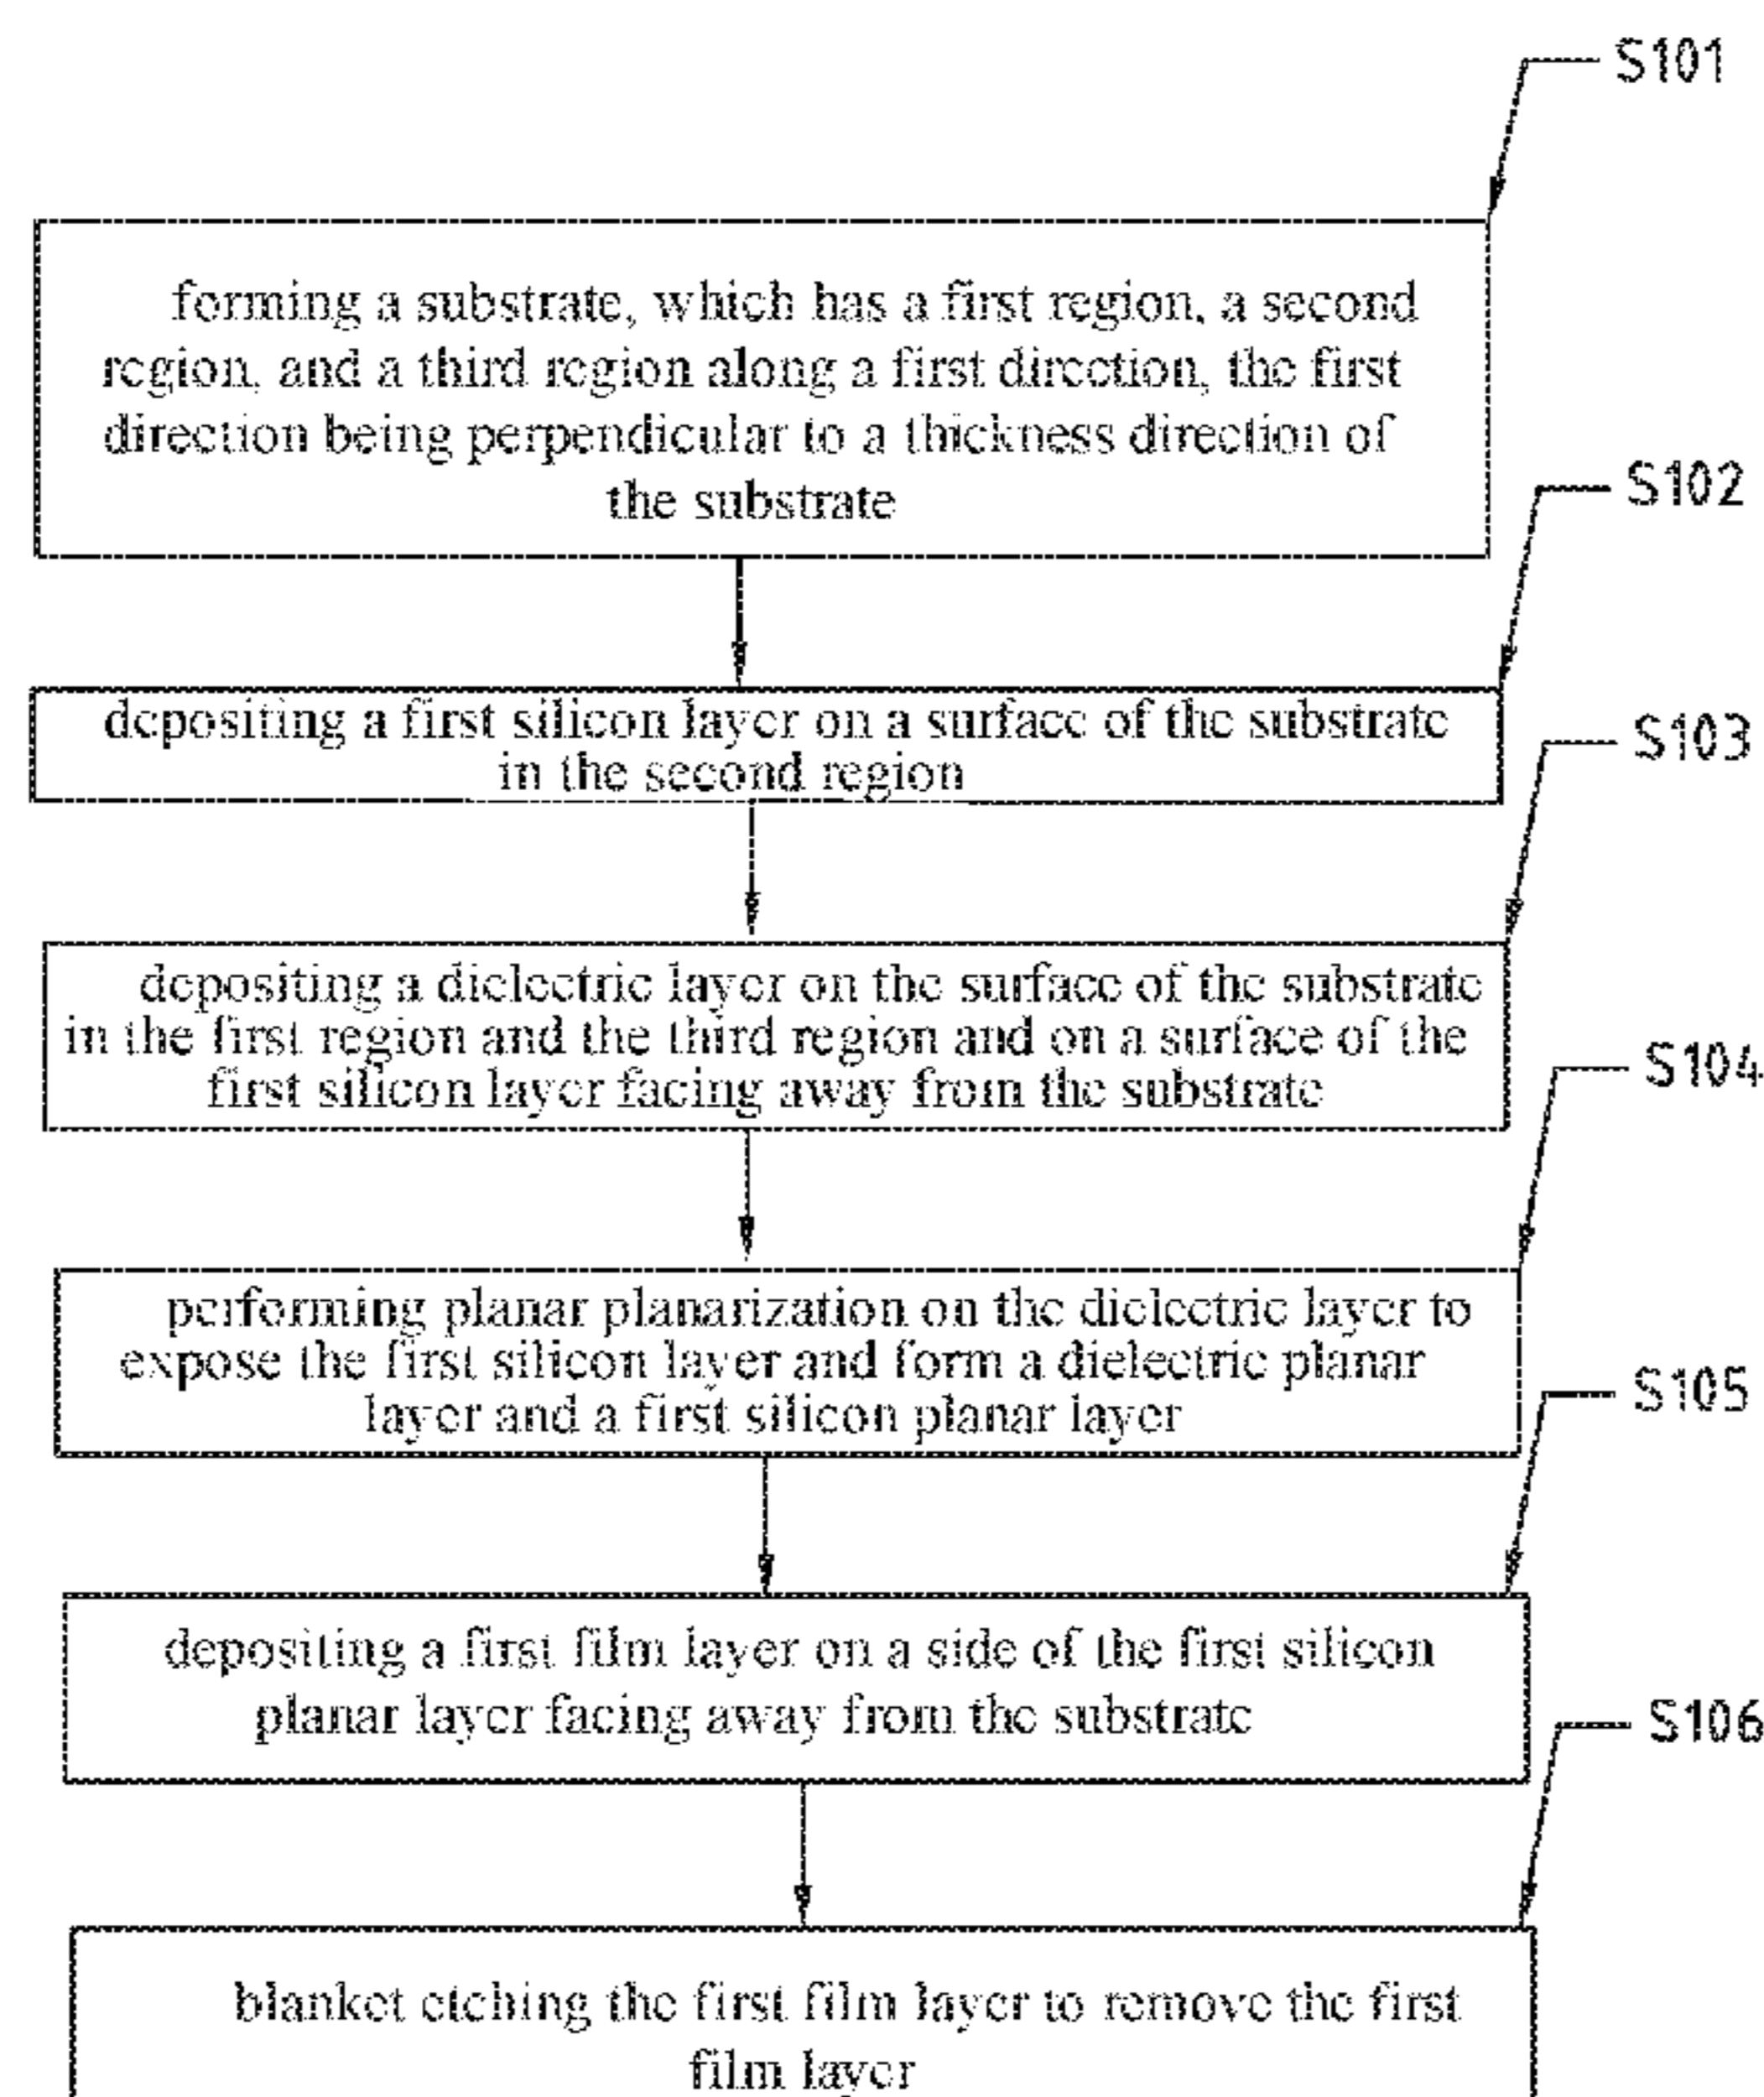 S101
forming a substrate, which has a first region, a second
region, and a third region along a first direction, the first
direction being perpendicular to a thickness direction of
the substrate
S102
depositing a first silicon layer on a surface of the substrate
in the second region
S103
depositing a dielectric layer on the surface of the substrate
in the first region and the third region and on a surface of the
first silicon layer facing away from the substrate
S104
performing planar planarization on the dielectric layer to
expose the first silicon layer and form a dielectric planar
layer and a first silicon planar layer
S105
depositing a first film layer on a side of the first silicon
planar layer facing away from the substrate
S106
blanket etching the first film layer to remove the first
film layer